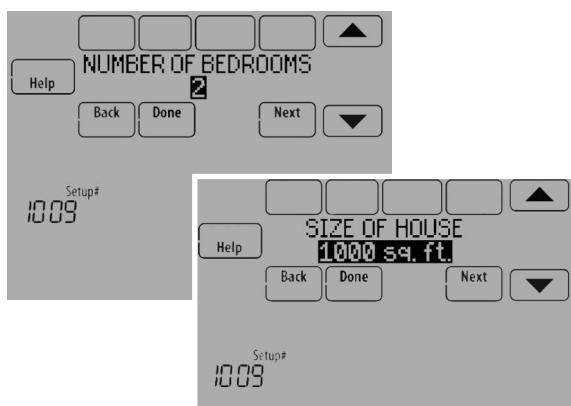 NUMBER OF BEDROOMS
Help
2
Back Done Next
Setup#
1009
SIZE OF HOUSE
Help
1000 sq. ft.
Back Done Next
Setup#
1009